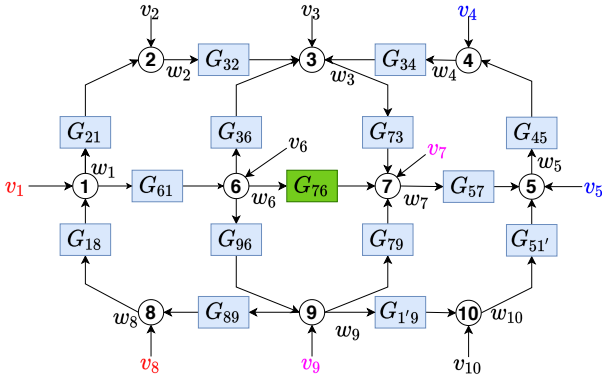 v₂ v₃ v₄
2 w₂ G₃₂ 3 w₃ G₃₄ w₄ 4
G₂₁ G₃₆ v₆ G₇₃ v₇ G₄₅
v₁ 1 w₁ G₆₁ 6 w₆ G₇₆ 7 w₇ G₅₇ 5 w₅ v₅
G₁₈ G₉₆ G₇₉ G₅₁′
w₈ 8 G₈₉ 9 w₉ G₁′₉ 10 w₁₀
v₈ v₉ v₁₀